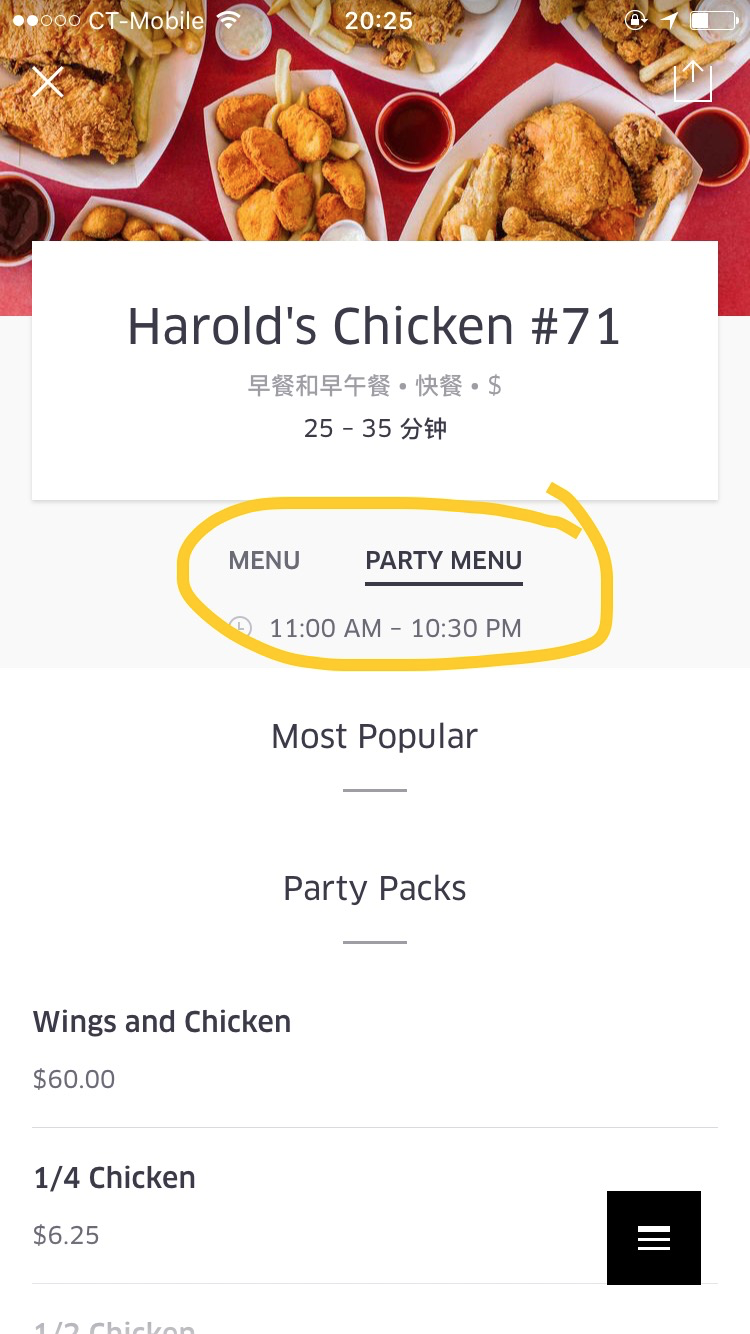 CT-Mobile 20:25
Harold's Chicken #71
早餐和早午餐 • 快餐 • $
25 – 35 分钟
MENU PARTY MENU
11:00 AM – 10:30 PM
Most Popular
Party Packs
Wings and Chicken
$60.00
1/4 Chicken
$6.25
1/2 Chicken